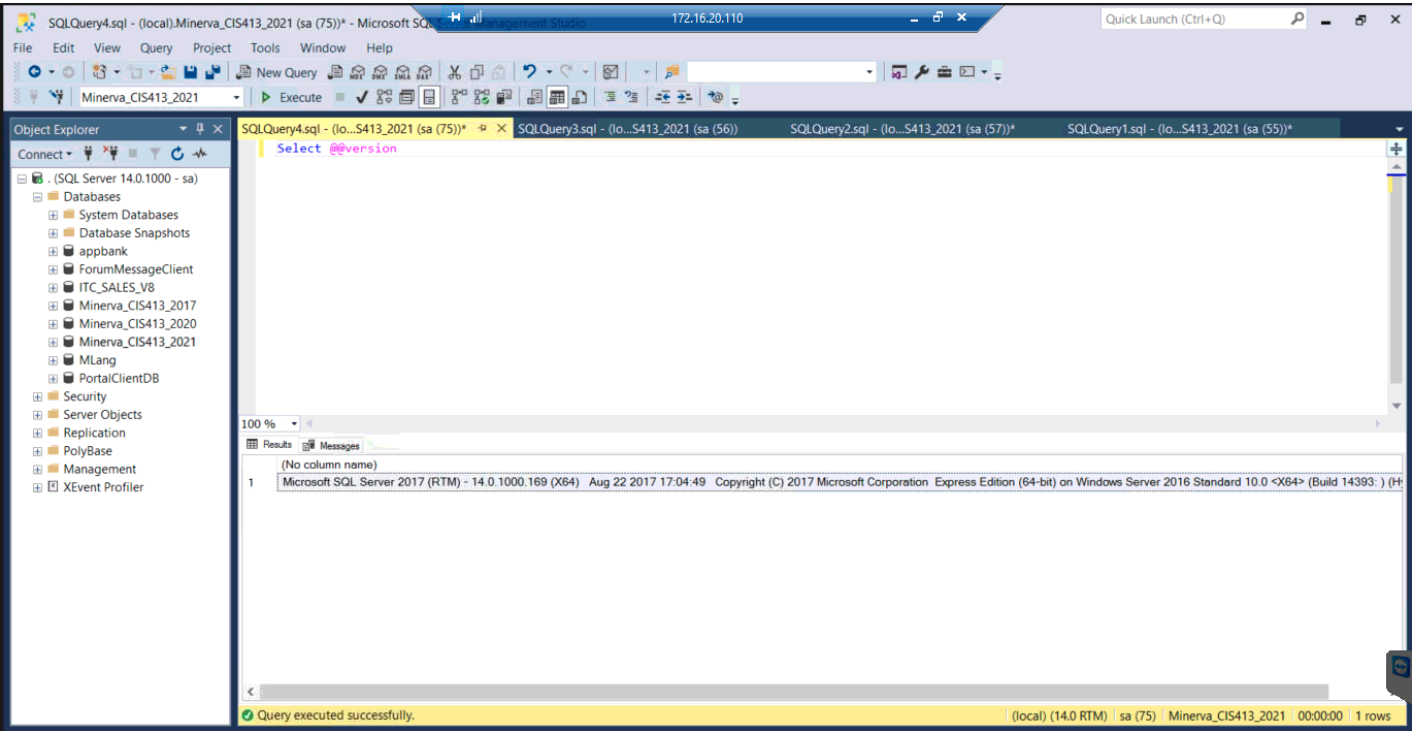 SQLQuery4.sql - (local).Minerva_CIS413_2021 (sa (75))* - Microsoft SQL Server Management Studio
172.16.20.110
Quick Launch (Ctrl+Q)
File Edit View Query Project Tools Window Help
New Query
Minerva_CIS413_2021 Execute
Object Explorer
SQLQuery4.sql - (lo...S413_2021 (sa (75))* SQLQuery3.sql - (lo...S413_2021 (sa (56)) SQLQuery2.sql - (lo...S413_2021 (sa (57))* SQLQuery1.sql - (lo...S413_2021 (sa (55))*
Connect
Select @@version
. (SQL Server 14.0.1000 - sa)
Databases
System Databases
Database Snapshots
appbank
ForumMessageClient
ITC_SALES_V8
Minerva_CIS413_2017
Minerva_CIS413_2020
Minerva_CIS413_2021
MLang
PortalClientDB
Security
Server Objects
Replication
PolyBase
Management
XEvent Profiler
100 %
Results Messages
(No column name)
1 Microsoft SQL Server 2017 (RTM) - 14.0.1000.169 (X64) Aug 22 2017 17:04:49 Copyright (C) 2017 Microsoft Corporation Express Edition (64-bit) on Windows Server 2016 Standard 10.0 <X64> (Build 14393: ) (H
Query executed successfully.
(local) (14.0 RTM) sa (75) Minerva_CIS413_2021 00:00:00 1 rows